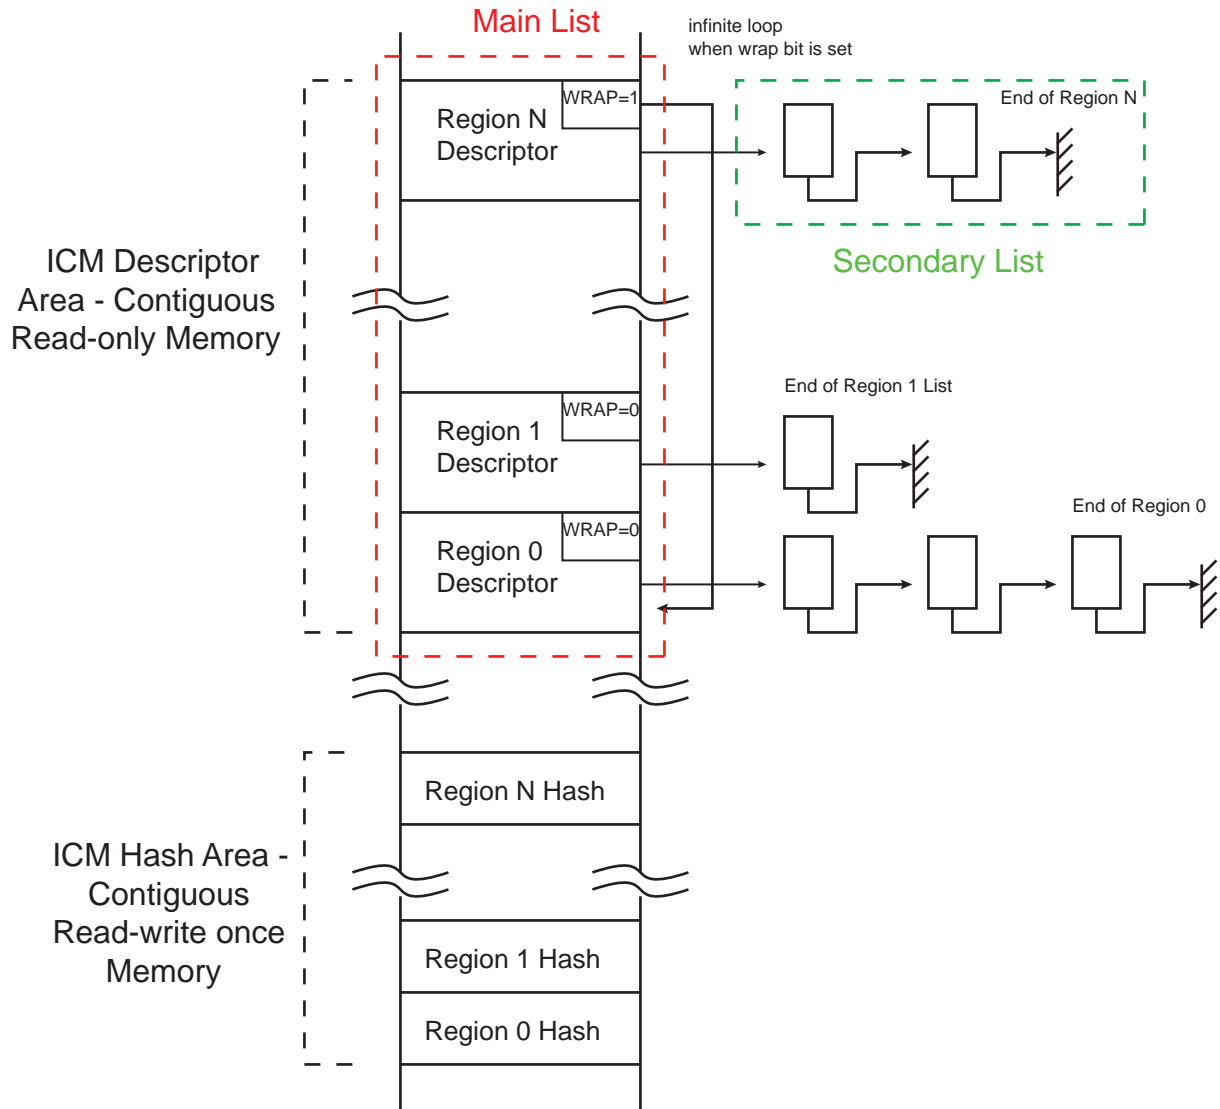 Main List
infinite loop
when wrap bit is set
WRAP=1
Region N
Descriptor
End of Region N
Secondary List
ICM Descriptor
Area - Contiguous
Read-only Memory
End of Region 1 List
WRAP=0
Region 1
Descriptor
End of Region 0
WRAP=0
Region 0
Descriptor
Region N Hash
ICM Hash Area -
Contiguous
Read-write once
Memory
Region 1 Hash
Region 0 Hash